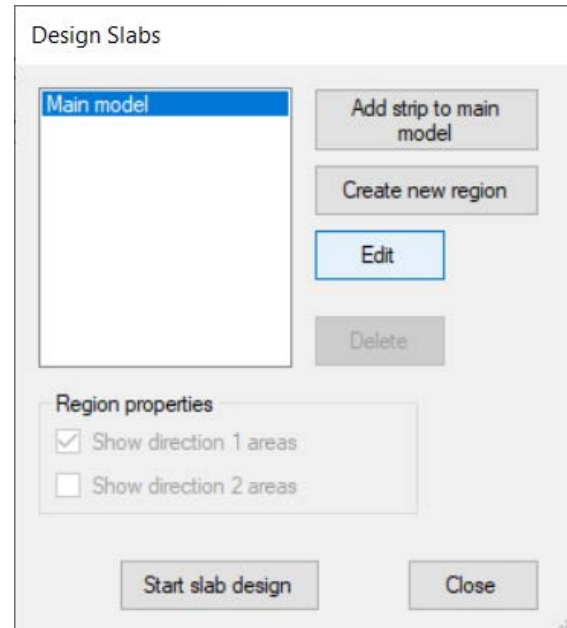 Design Slabs
Main model
Add strip to main
model
Create new region
Edit
Delete
Region properties
Show direction 1 areas
Show direction 2 areas
Start slab design
Close